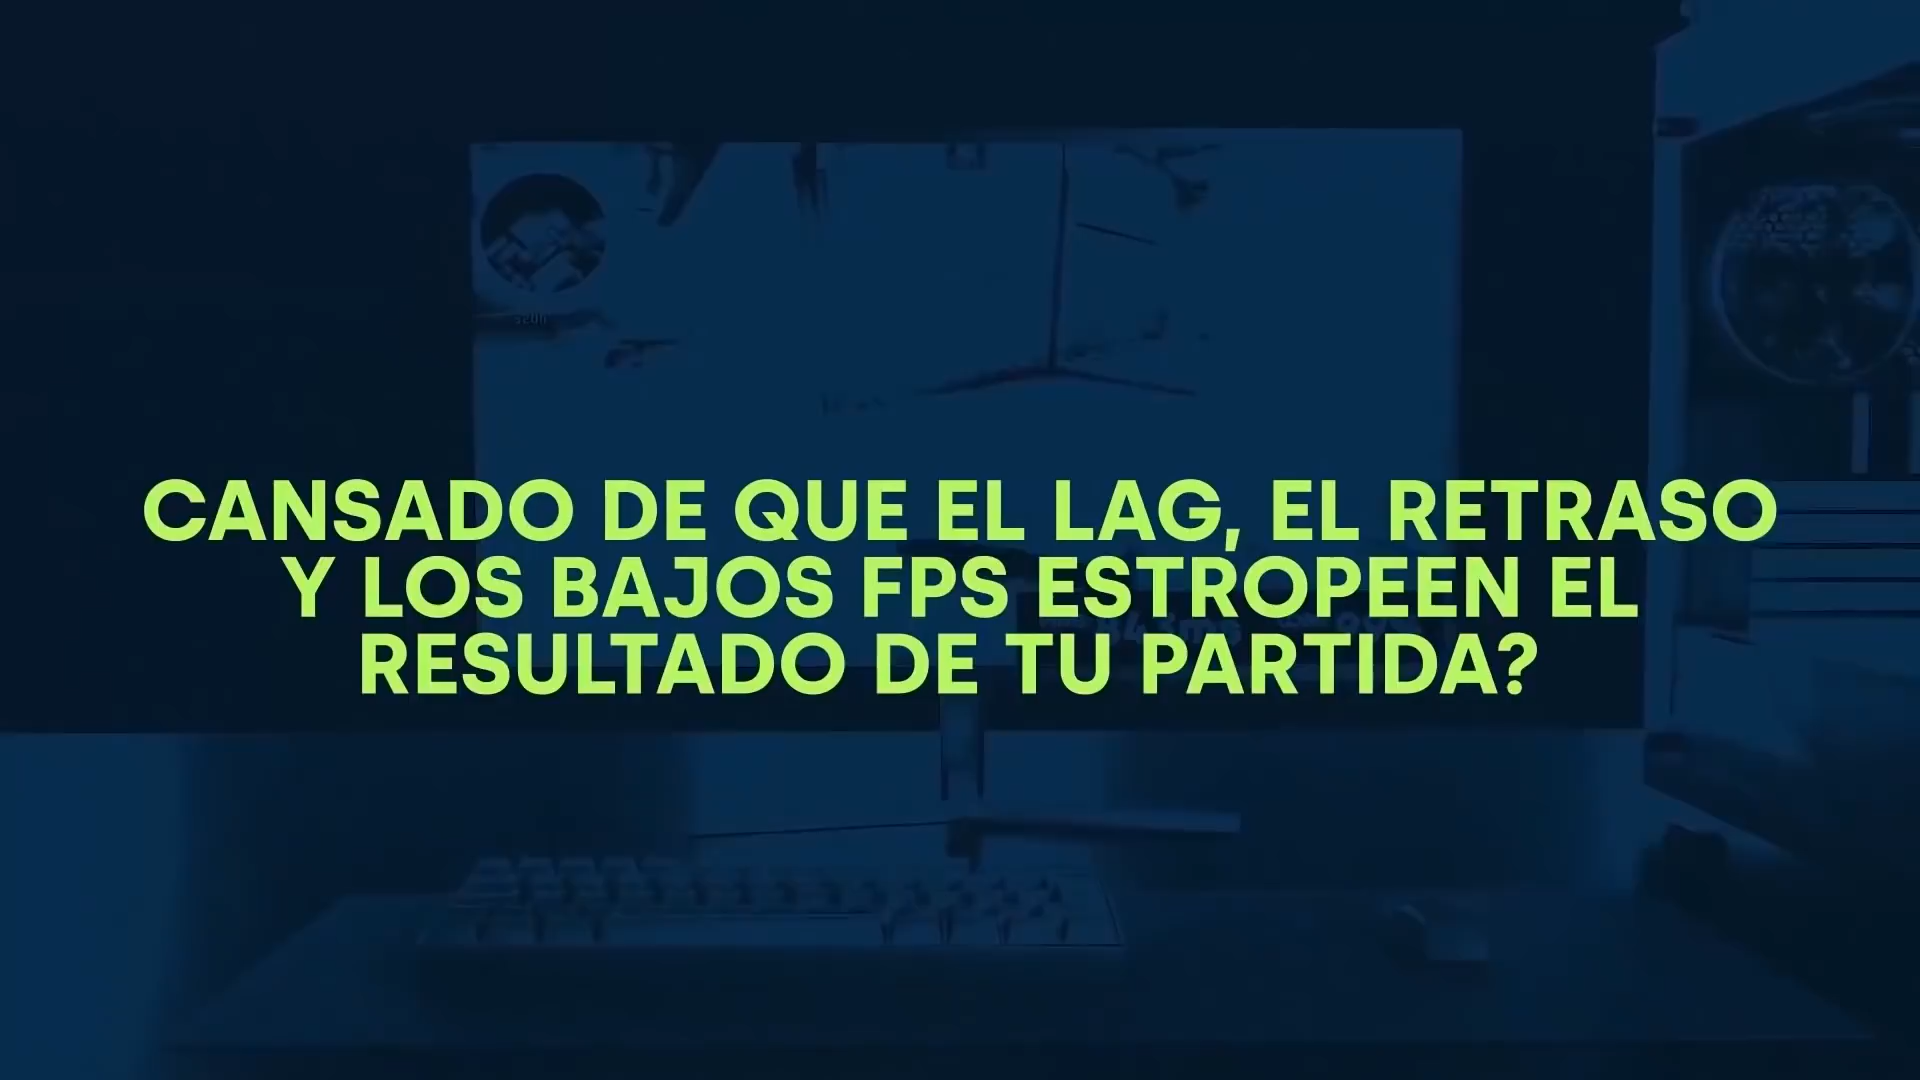 CANSADO DE QUE EL LAG, EL RETRASO
Y LOS BAJOS FPS ESTROPEEN EL
RESULTADO DE TU PARTIDA?